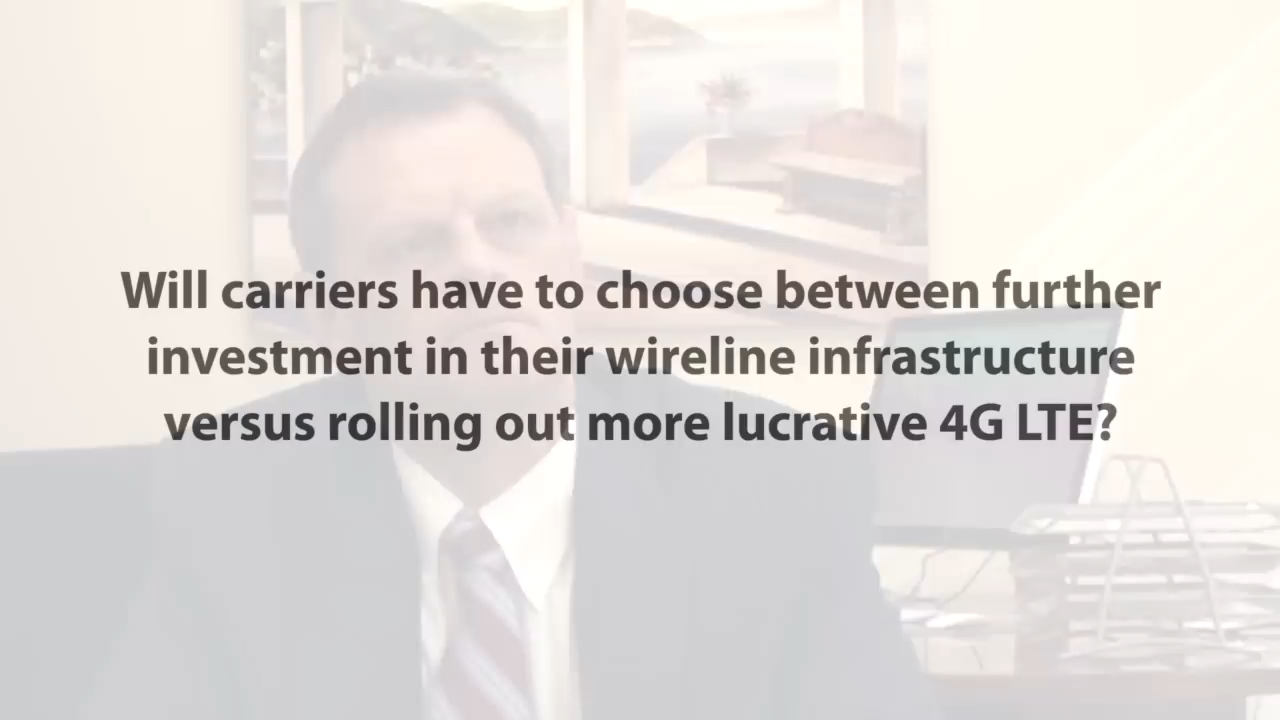 Will carriers have to choose between further
investment in their wireline infrastructure
versus rolling out more lucrative 4G LTE?